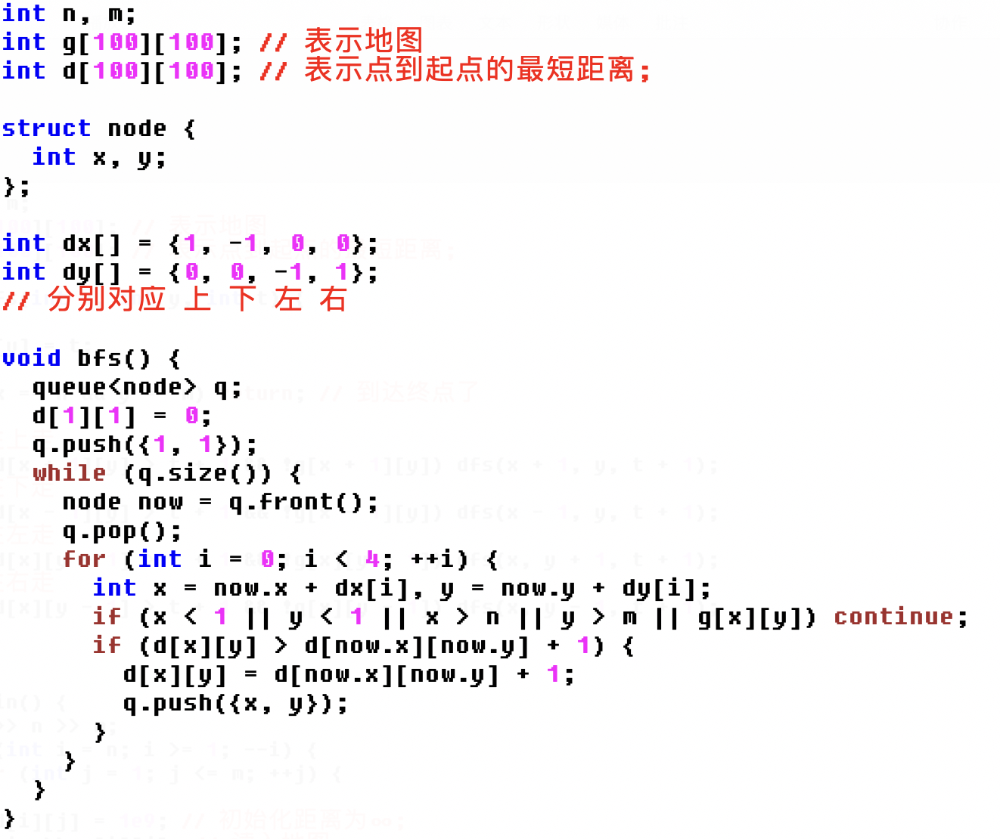 int n, m;
int g[100][100]; // 表示地图
int d[100][100]; // 表示点到起点的最短距离;
struct node {
  int x, y;
};
int dx[] = {1, -1, 0, 0};
int dy[] = {0, 0, -1, 1};
// 分别对应 上 下 左 右
void bfs() {
  queue<node> q;
  d[1][1] = 0;
  q.push({1, 1});
  while (q.size()) {
    node now = q.front();
    q.pop();
    for (int i = 0; i < 4; ++i) {
      int x = now.x + dx[i], y = now.y + dy[i];
      if (x < 1 || y < 1 || x > n || y > m || g[x][y]) continue;
      if (d[x][y] > d[now.x][now.y] + 1) {
        d[x][y] = d[now.x][now.y] + 1;
        q.push({x, y});
      }
    }
  }
}